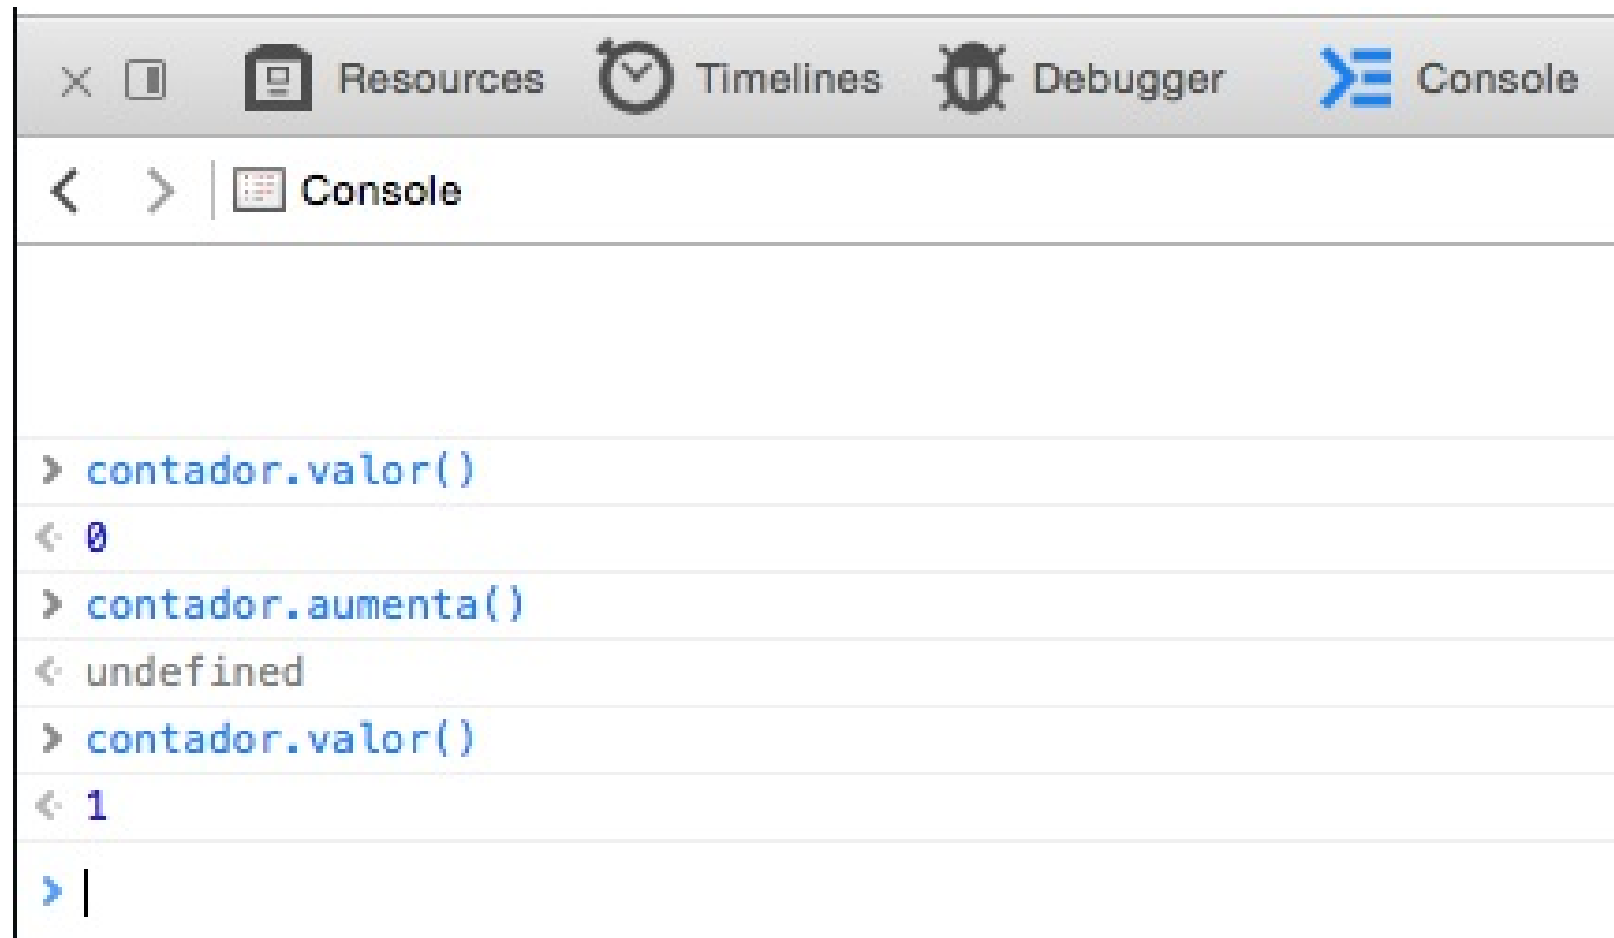 Resources Timelines Debugger Console
Console
contador.valor()
0
contador.aumenta()
undefined
contador.valor()
1